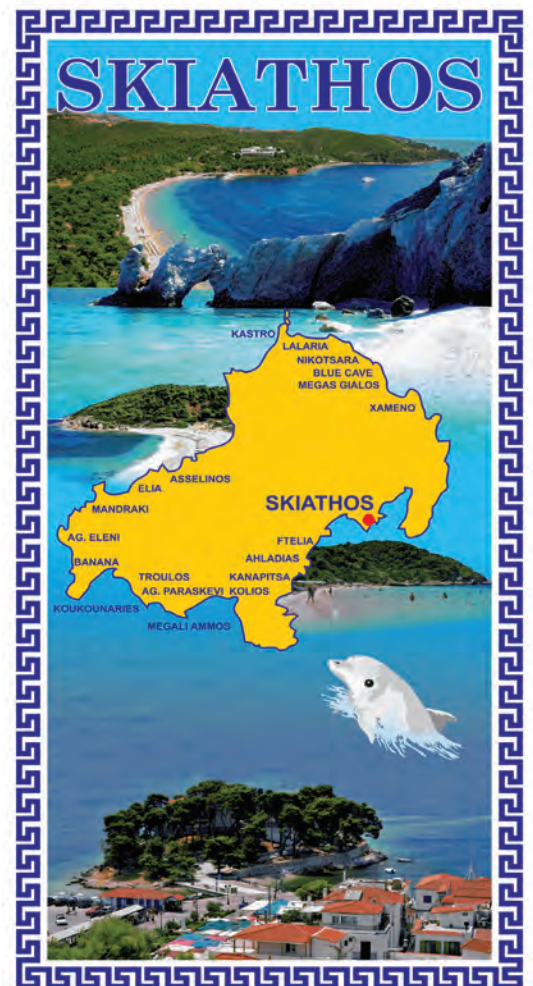 SKIATHOS
KASTRO
LALARIA
NIKOTSARA
BLUE CAVE
MEGAS GIALOS
XAMENO
ASSELINOS
ELIA
MANDRAKI
SKIATHOS
AG. ELENI
FTELIA
AHLADIAS
BANANA
TROULOS
KANAPITSA
AG. PARASKEVI KOLIOS
KOUKOUNARIES
MEGALI AMMOS